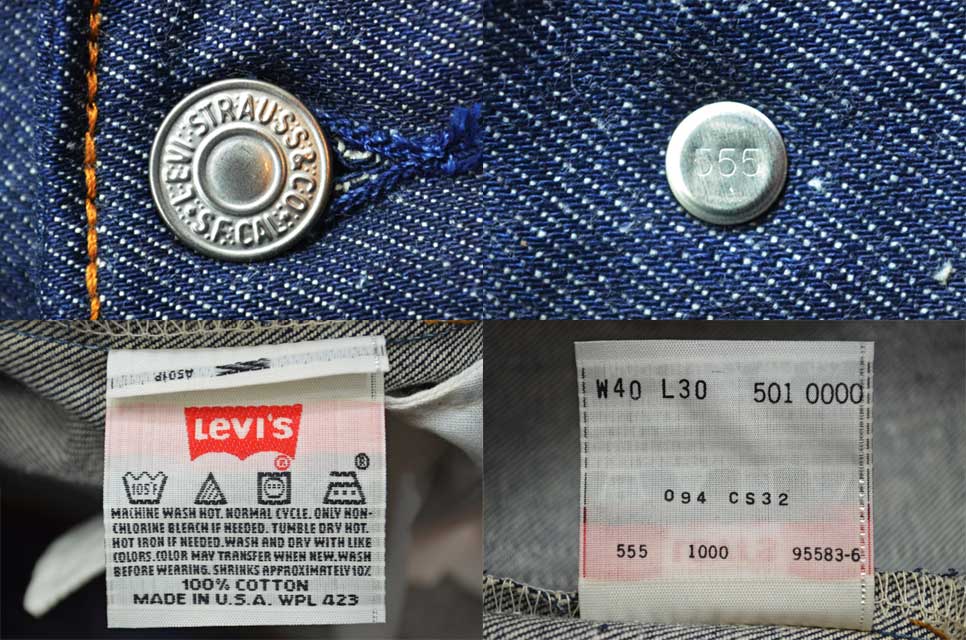 LEVI STRAUSS & CO.
S.F. CAL
555
A501P
LEVI'S
R
105F
R
MACHINE WASH HOT. NORMAL CYCLE. ONLY NON-
CHLORINE BLEACH IF NEEDED. TUMBLE DRY HOT.
HOT IRON IF NEEDED.WASH AND DRY WITH LIKE
COLORS.COLOR MAY TRANSFER WHEN NEW.WASH
BEFORE WEARING. SHRINKS APPROXIMATELY 10%
100% COTTON
MADE IN U.S.A. WPL 423
W40 L30 501 0000
094 CS32
555 1000 95583-6